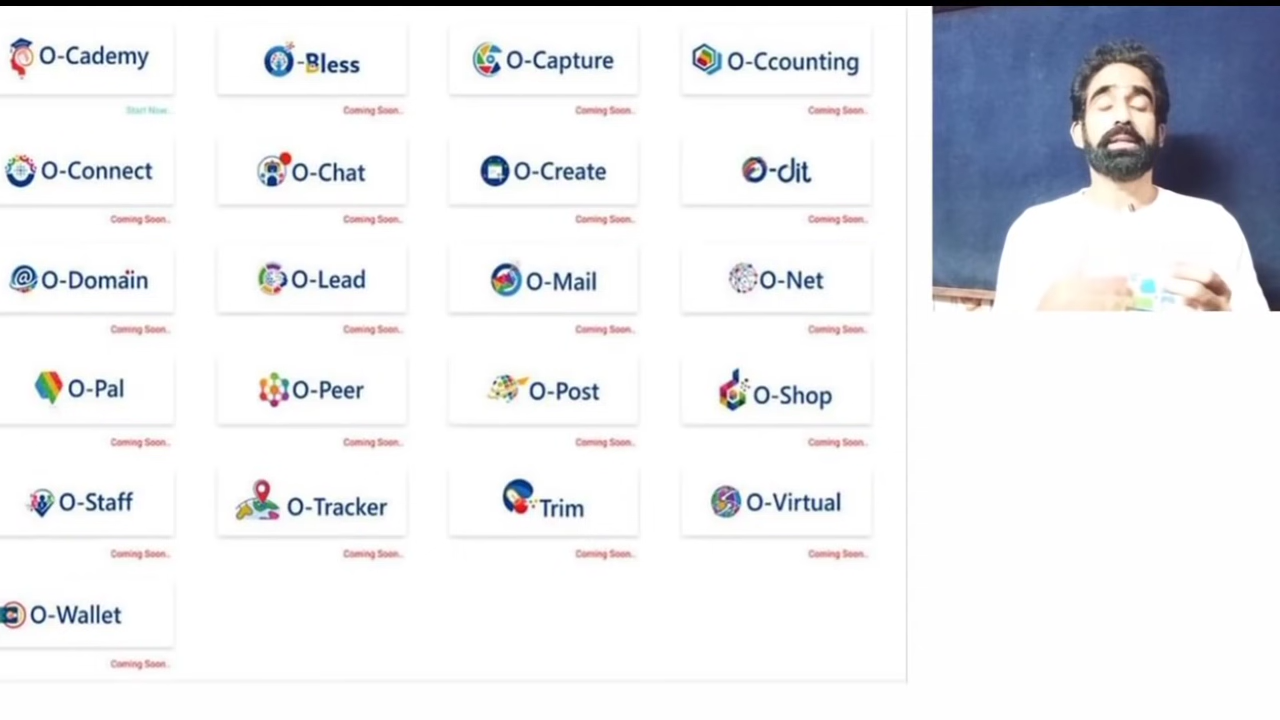 O-Cademy
-Bless
O-Capture
O-Ccounting
Start Now..
Coming Soon..
Coming Soon..
Coming Soon..
O-Connect
O-Chat
O-Create
O-dit
Coming Soon..
Coming Soon..
Coming Soon..
Coming Soon..
O-Domain
O-Lead
O-Mail
O-Net
Coming Soon..
Coming Soon..
Coming Soon..
Coming Soon..
O-Pal
O-Peer
O-Post
O-Shop
Coming Soon..
Coming Soon..
Coming Soon..
Coming Soon..
O-Staff
O-Tracker
Trim
O-Virtual
Coming Soon..
Coming Soon..
Coming Soon..
Coming Soon..
O-Wallet
Coming Soon..